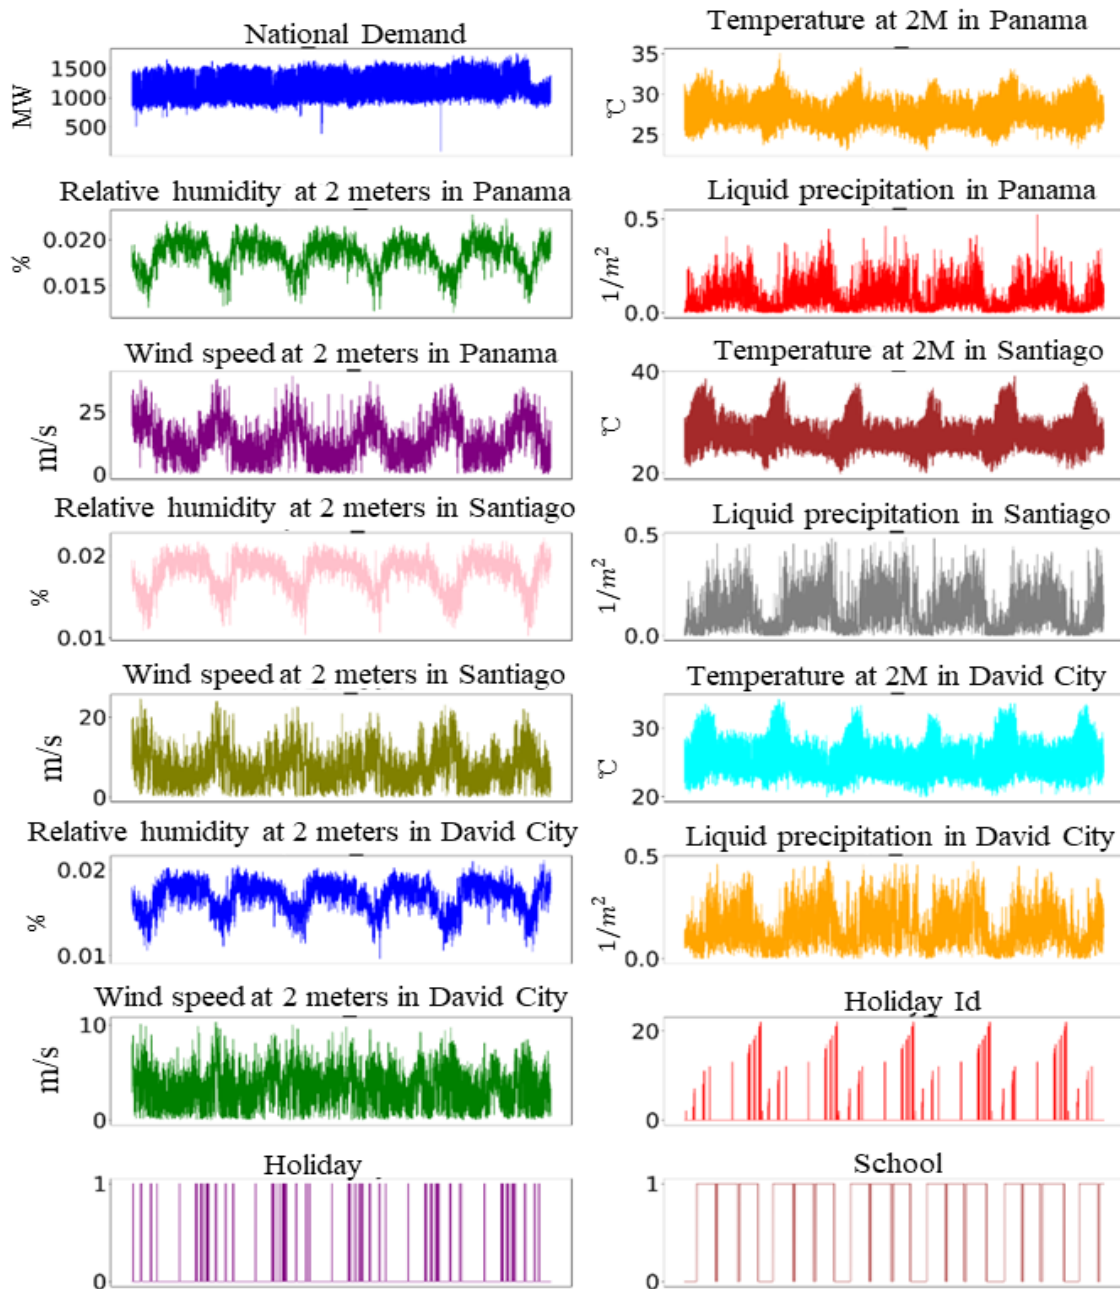 National Demand
1500
1000
500
MW
Temperature at 2M in Panama
35
30
25
℃
Relative humidity at 2 meters in Panama
0.020
0.015
%
Liquid precipitation in Panama
0.5
0.0
1/m²
Wind speed at 2 meters in Panama
25
0
m/s
Temperature at 2M in Santiago
40
20
℃
Relative humidity at 2 meters in Santiago
0.02
0.01
%
Liquid precipitation in Santiago
0.5
0.0
1/m²
Wind speed at 2 meters in Santiago
20
0
m/s
Temperature at 2M in David City
30
20
℃
Relative humidity at 2 meters in David City
0.02
0.01
%
Liquid precipitation in David City
0.5
0.0
1/m²
Wind speed at 2 meters in David City
10
0
m/s
Holiday Id
20
0
Holiday
1
0
School
1
0